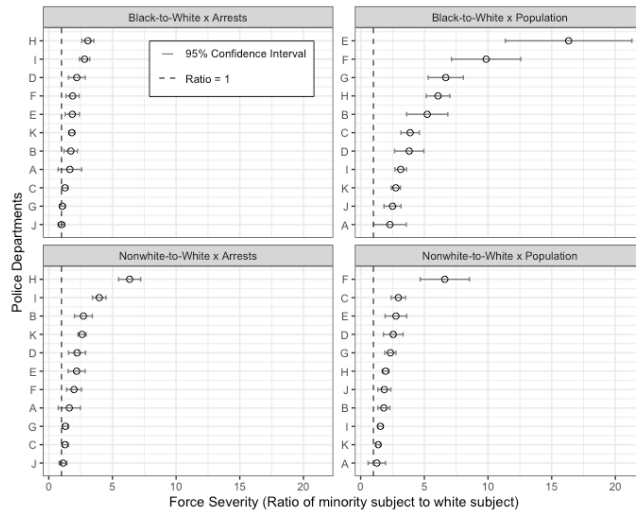 Black-to-White x Arrests
Black-to-White x Population
H
I
D
F
E
K
B
A
C
G
J
95% Confidence Interval
Ratio = 1
E
F
G
H
B
C
D
I
K
J
A
Police Departments
Nonwhite-to-White x Arrests
Nonwhite-to-White x Population
H
I
B
K
D
E
F
A
G
C
J
F
C
E
D
G
H
J
B
I
K
A
0 5 10 15 20
0 5 10 15 20
Force Severity (Ratio of minority subject to white subject)